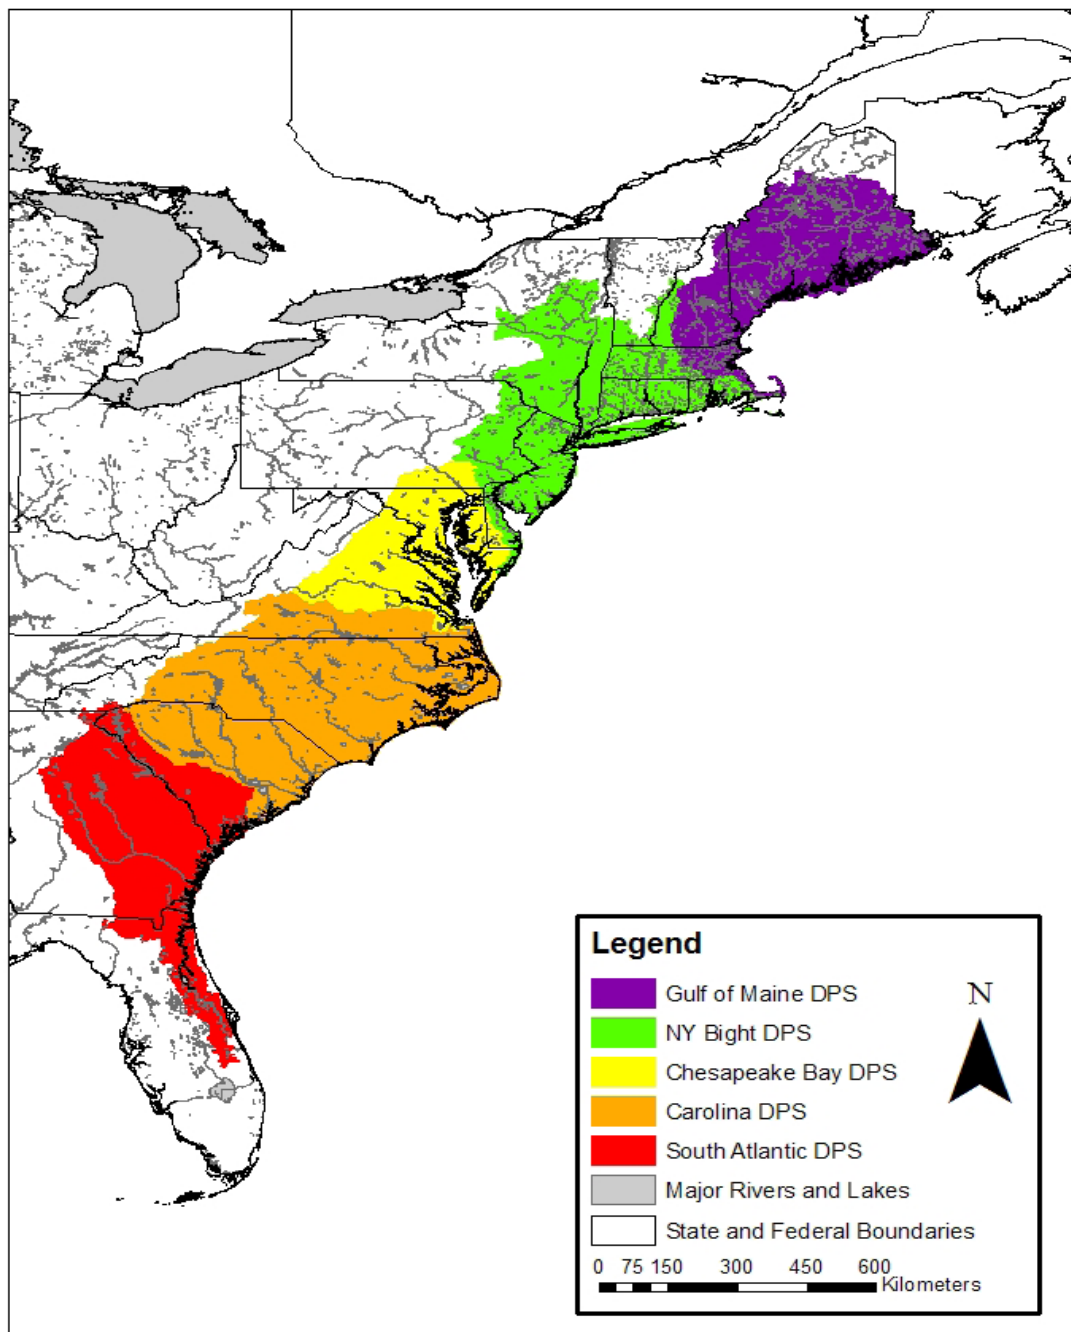 Legend
Gulf of Maine DPS
N
NY Bight DPS
Chesapeake Bay DPS
Carolina DPS
South Atlantic DPS
Major Rivers and Lakes
State and Federal Boundaries
0 75 150 300 450 600
Kilometers